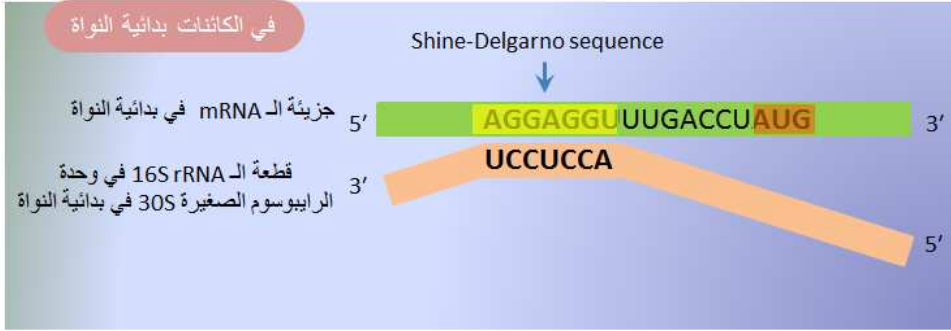 في الكائنات بدائية النواة
Shine-Delgarno sequence
جزيئة الـ mRNA في بدائية النواة
5′ AGGAGGUUUGACCUAUG 3′
UCCUCCA
قطعة الـ 16S rRNA في وحدة
الرايبوسوم الصغيرة 30S في بدائية النواة
3′
5′